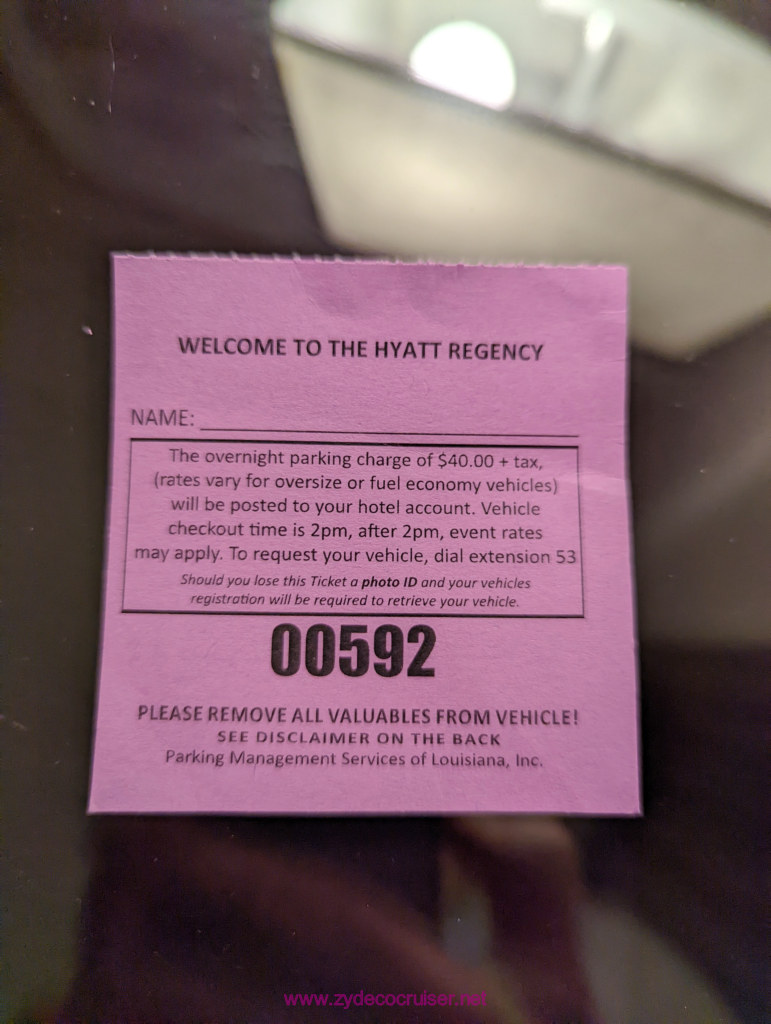 WELCOME TO THE HYATT REGENCY
NAME:
The overnight parking charge of $40.00 + tax,
(rates vary for oversize or fuel economy vehicles)
will be posted to your hotel account. Vehicle
checkout time is 2pm, after 2pm, event rates
may apply. To request your vehicle, dial extension 53
Should you lose this Ticket a photo ID and your vehicles
registration will be required to retrieve your vehicle.
00592
PLEASE REMOVE ALL VALUABLES FROM VEHICLE!
SEE DISCLAIMER ON THE BACK
Parking Management Services of Louisiana, Inc.
www.zydecocruiser.net